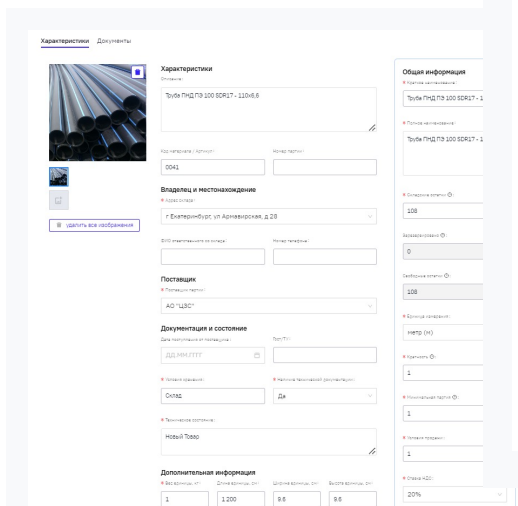 Характеристики Документы
Характеристики
Описание:
Труба ПНД ПЭ 100 SDR17 - 110х6,6
Код материала / Артикул:
Номер партии:
0041
Владелец и местонахождение
* Адрес склада:
г Екатеринбург, ул Армавирская, д.28
ФИО ответственного со склада:
Номер телефона:
удалить все изображения
Поставщик
* Поставщик партии:
АО "ЦЗС"
Документация и состояние
Дата поступления от поставщика:
Гост/ТУ:
ДД.ММ.ГГГГ
* Условия хранения:
* Наличие технической документации:
Склад
Да
* Техническое состояние:
Новый Товар
Дополнительная информация
* Вес единицы, кг:
Длина единицы, см:
Ширина единицы, см:
Высота единицы, см:
1
1 200
9.6
9.6
Общая информация
* Краткое наименование:
Труба ПНД ПЭ 100 SDR17 - 1
* Полное наименование:
Труба ПНД ПЭ 100 SDR17 - 1
* Складские остатки:
108
Зарезервировано:
0
Свободные остатки:
108
* Единица измерения:
метр (м)
* Кратность:
1
* Минимальная партия:
1
* Условия продажи:
1
* Ставка НДС:
20%